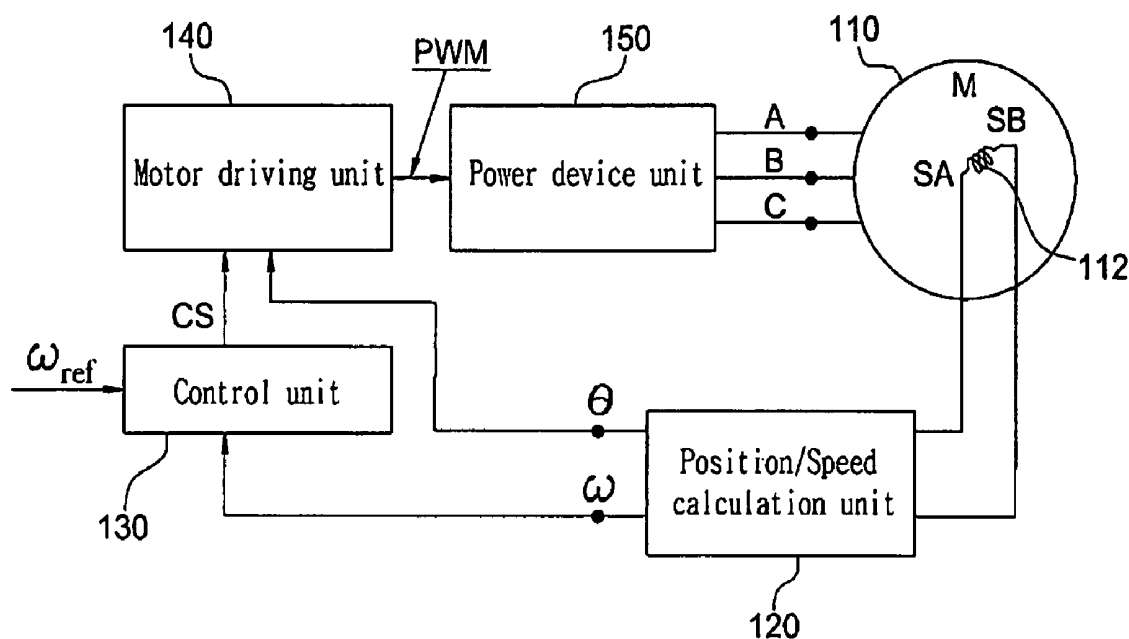 140
PWM
150
110
M
SB
SA
Motor driving unit
Power device unit
A
B
C
112
CS
ωref
Control unit
θ
ω
Position/Speed
calculation unit
130
120